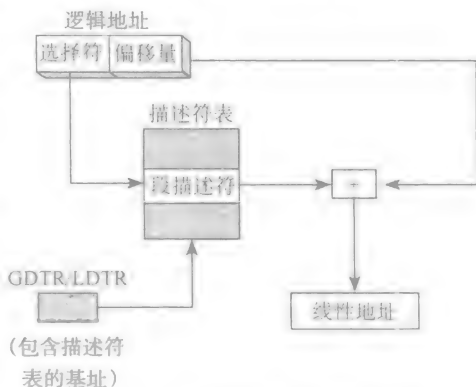 逻辑地址
选择符 偏移量
描述符表
段描述符
+
GDTR/LDTR
线性地址
(包含描述符
表的基址)